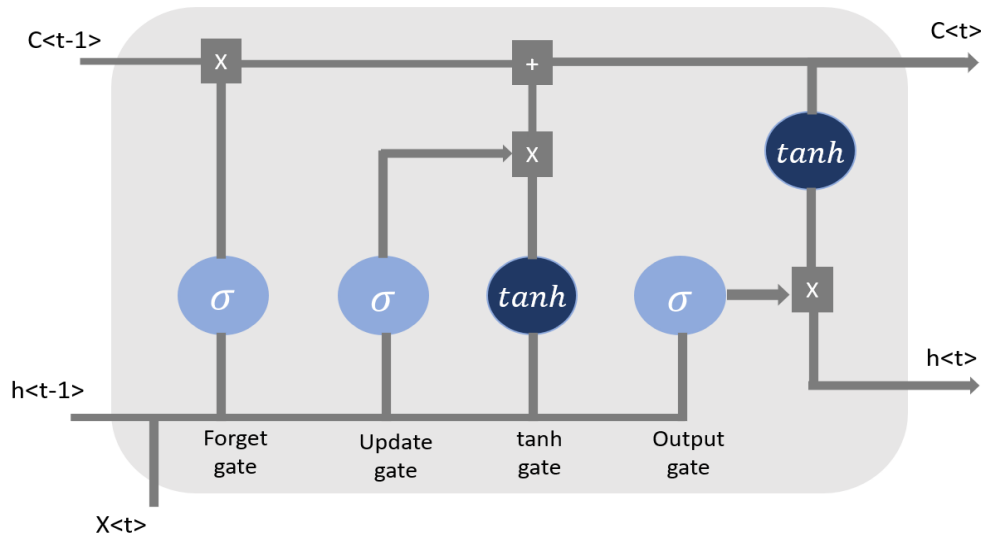 C<t-1>
C<t>
X
+
X
tanh
σ
σ
tanh
σ
X
h<t-1>
h<t>
Forget
gate
Update
gate
tanh
gate
Output
gate
X<t>